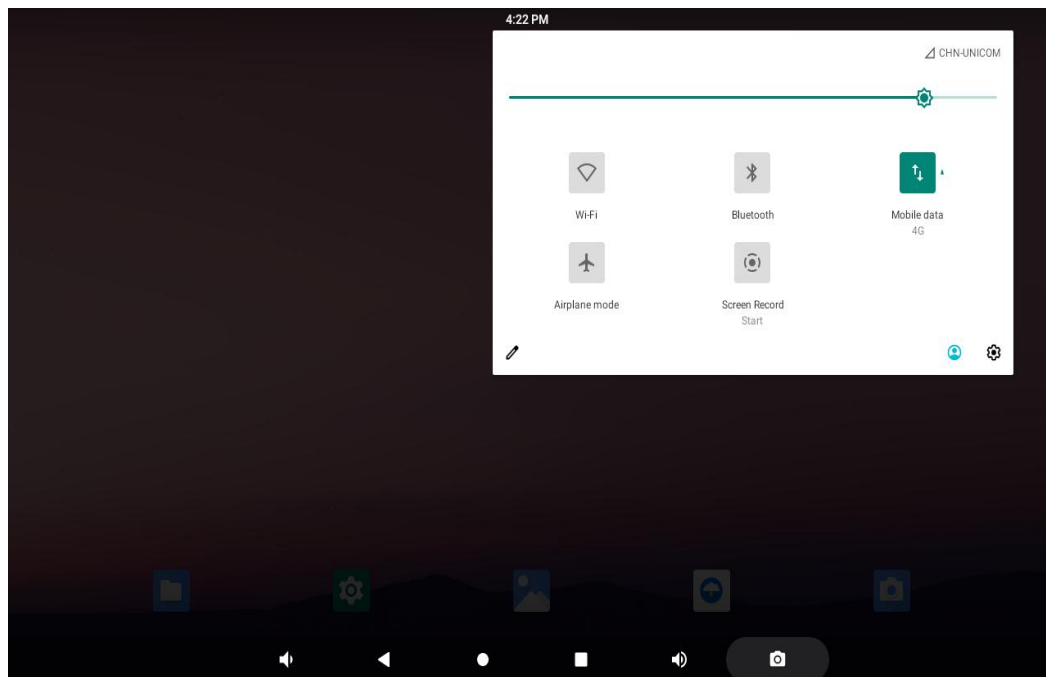 4:22 PM
CHN-UNICOM
Wi-Fi
Bluetooth
Mobile data
4G
Airplane mode
Screen Record
Start